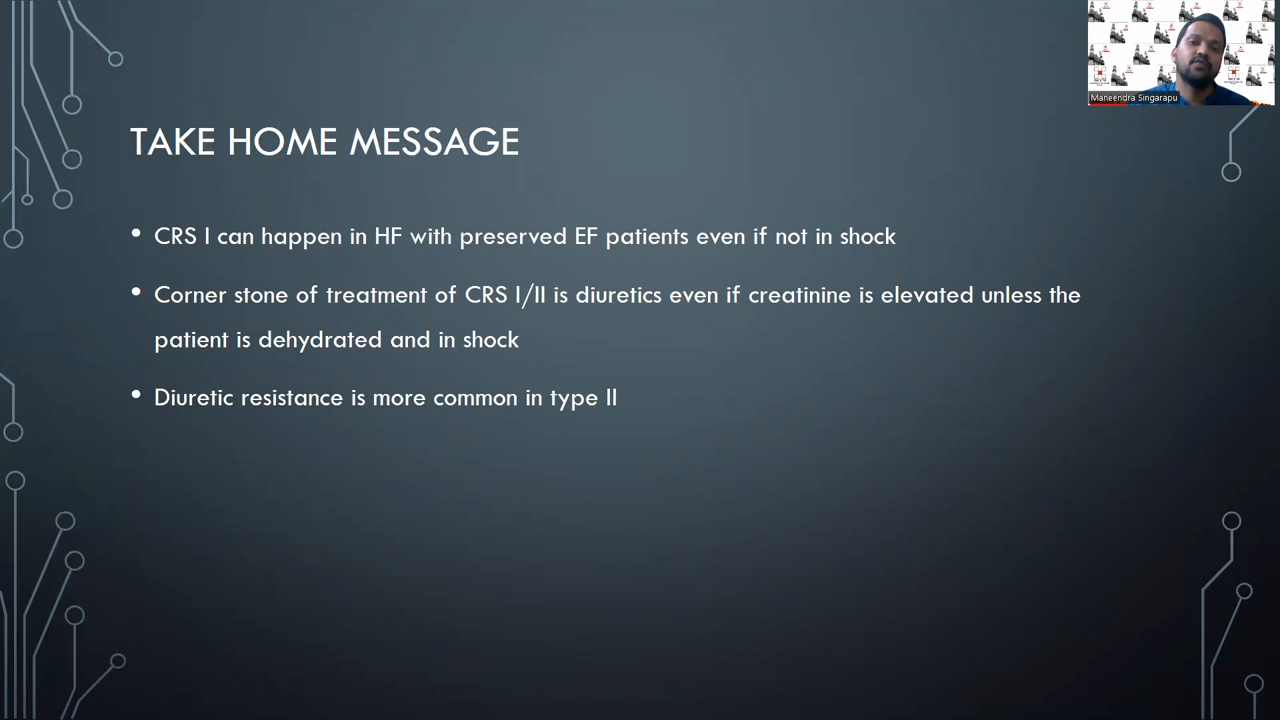 TAKE HOME MESSAGE
• CRS I can happen in HF with preserved EF patients even if not in shock
• Corner stone of treatment of CRS I/II is diuretics even if creatinine is elevated unless the
patient is dehydrated and in shock
• Diuretic resistance is more common in type II
Maneendra Singarapu